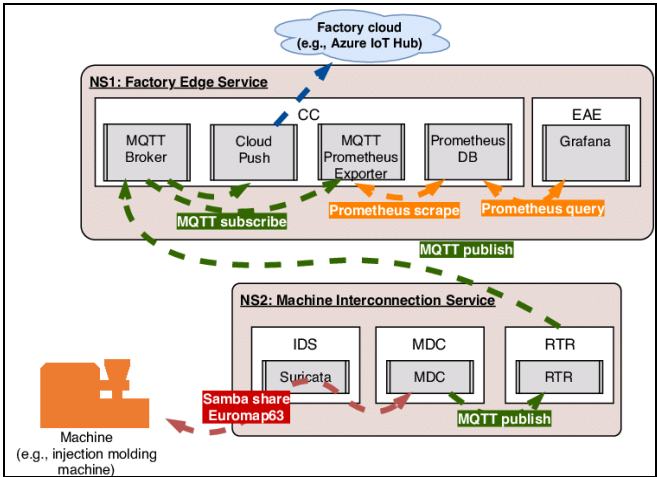 Factory cloud
(e.g., Azure IoT Hub)
NS1: Factory Edge Service
CC
EAE
MQTT
Broker
Cloud
Push
MQTT
Prometheus
Exporter
Prometheus
DB
Grafana
MQTT subscribe
Prometheus scrape
Prometheus query
MQTT publish
NS2: Machine Interconnection Service
IDS
MDC
RTR
Suricata
MDC
RTR
Samba share
Euromap63
MQTT publish
Machine
(e.g., injection molding
machine)